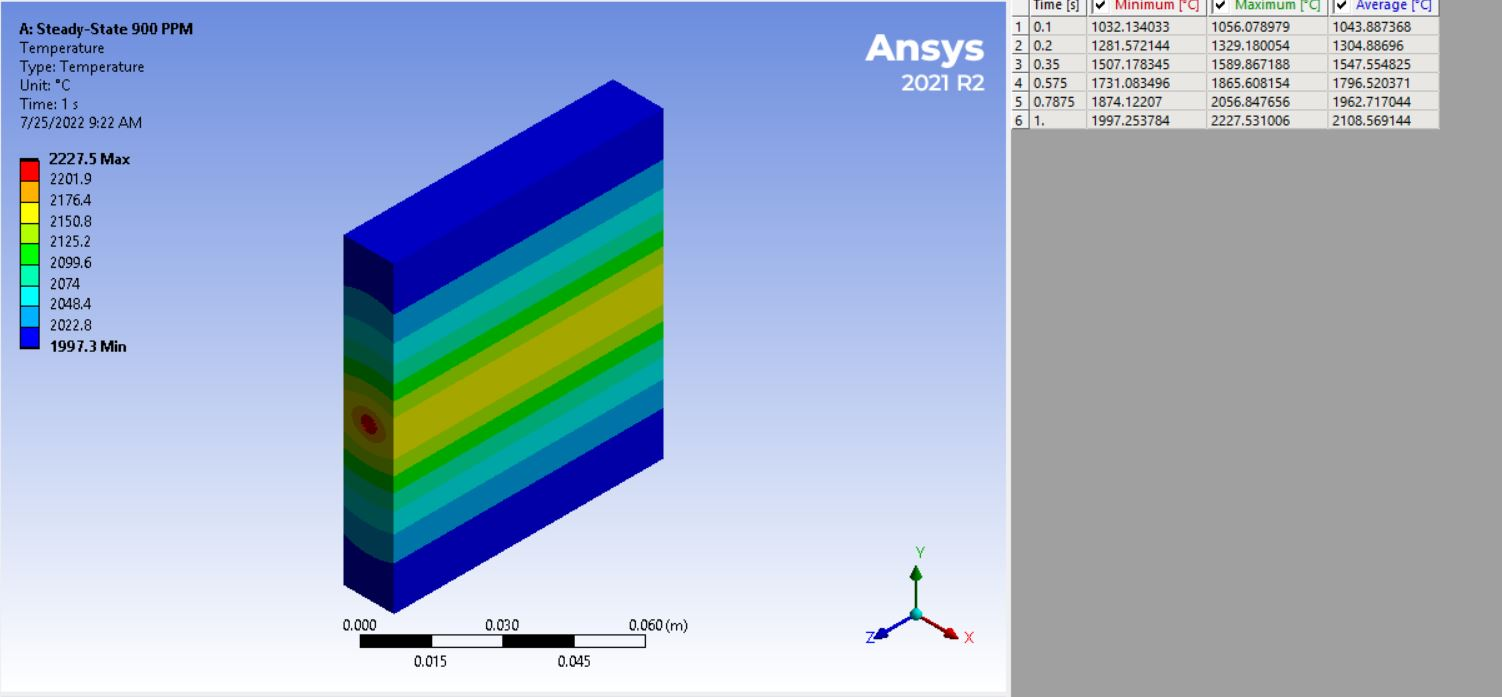 A: Steady-State 900 PPM
Temperature
Type: Temperature
Unit: °C
Time: 1 s
7/25/2022 9:22 AM
2227.5 Max
2201.9
2176.4
2150.8
2125.2
2099.6
2074
2048.4
2022.8
1997.3 Min
Ansys
2021 R2
0.000 0.030 0.060 (m)
0.015 0.045
Y
Z X
Time [s] Minimum [°C] Maximum [°C] Average [°C]
1 0.1 1032.134033 1056.078979 1043.887368
2 0.2 1281.572144 1329.180054 1304.88696
3 0.35 1507.178345 1589.867188 1547.554825
4 0.575 1731.083496 1865.608154 1796.520371
5 0.7875 1874.12207 2056.847656 1962.717044
6 1. 1997.253784 2227.531006 2108.569144